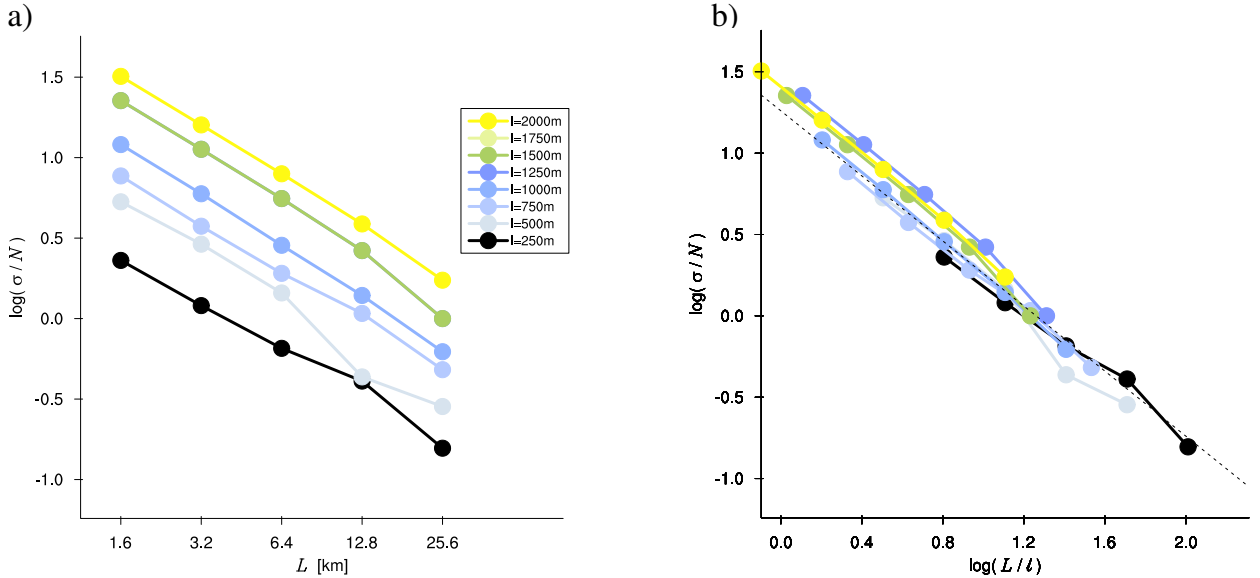 a)
1.5
1.0
0.5
0.0
-0.5
-1.0
log( σ / N )
1.6 3.2 6.4 12.8 25.6
L [km]
l=2000m
l=1750m
l=1500m
l=1250m
l=1000m
l=750m
l=500m
l=250m
b)
1.5
1.0
0.5
0.0
-0.5
-1.0
log( σ / N )
0.0 0.4 0.8 1.2 1.6 2.0
log( L / l )